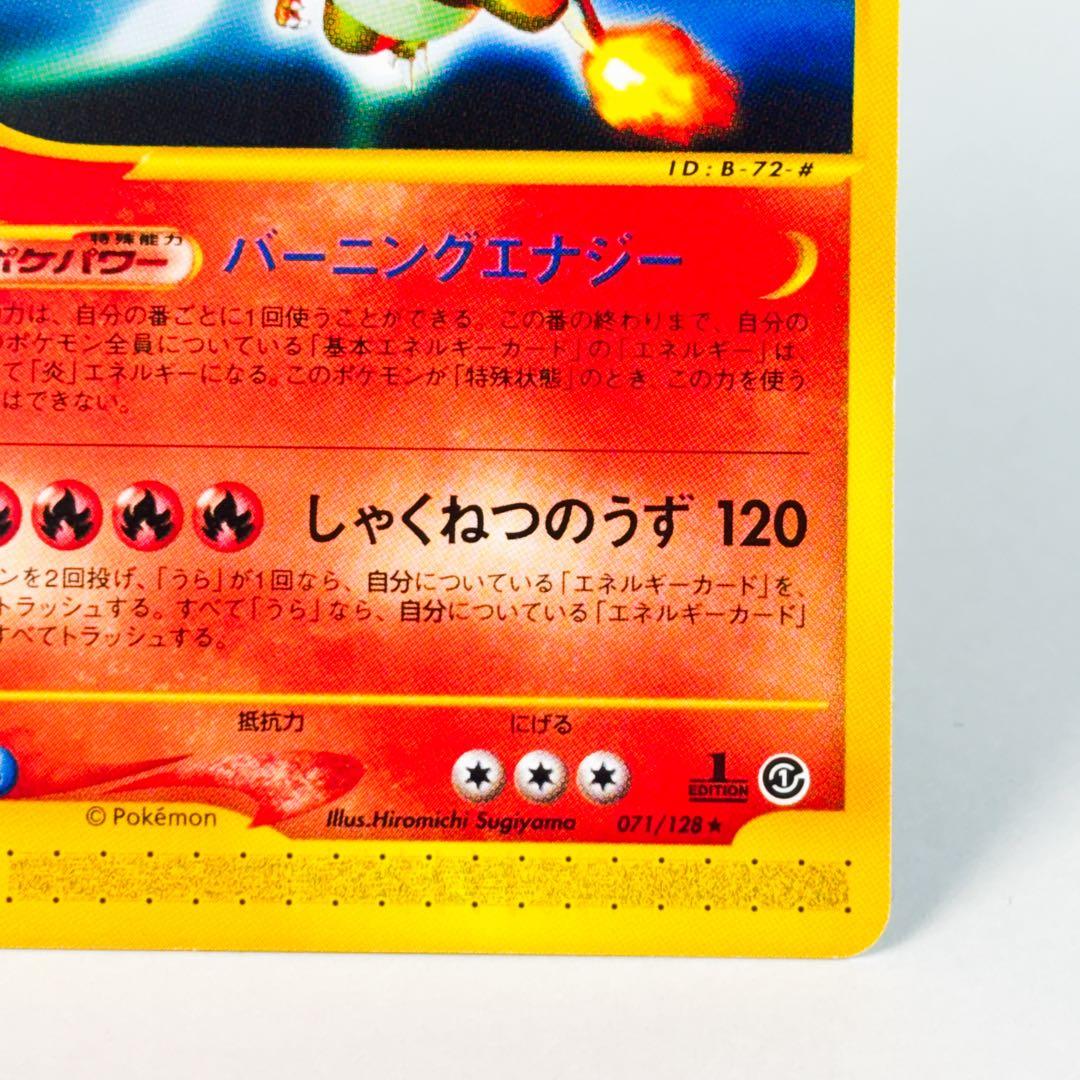 ID:B-72-#
特殊能力
ポケパワー バーニングエナジー
力は、自分の番ごとに1回使うことができる。この番の終わりまで、自分の
ポケモン全員についている「基本エネルギーカード」の「エネルギー」は、
て「炎」エネルギーになる。このポケモンが「特殊状態」のとき、この力を使う
はできない。
しゃくねつのうず 120
ンを2回投げ、「うら」が1回なら、自分についている「エネルギーカード」を、
トラッシュする。すべて「うら」なら、自分についている「エネルギーカード」
すべてトラッシュする。
抵抗力 にげる
1
EDITION
©Pokémon Illus.Hiromichi Sugiyama 071/128★